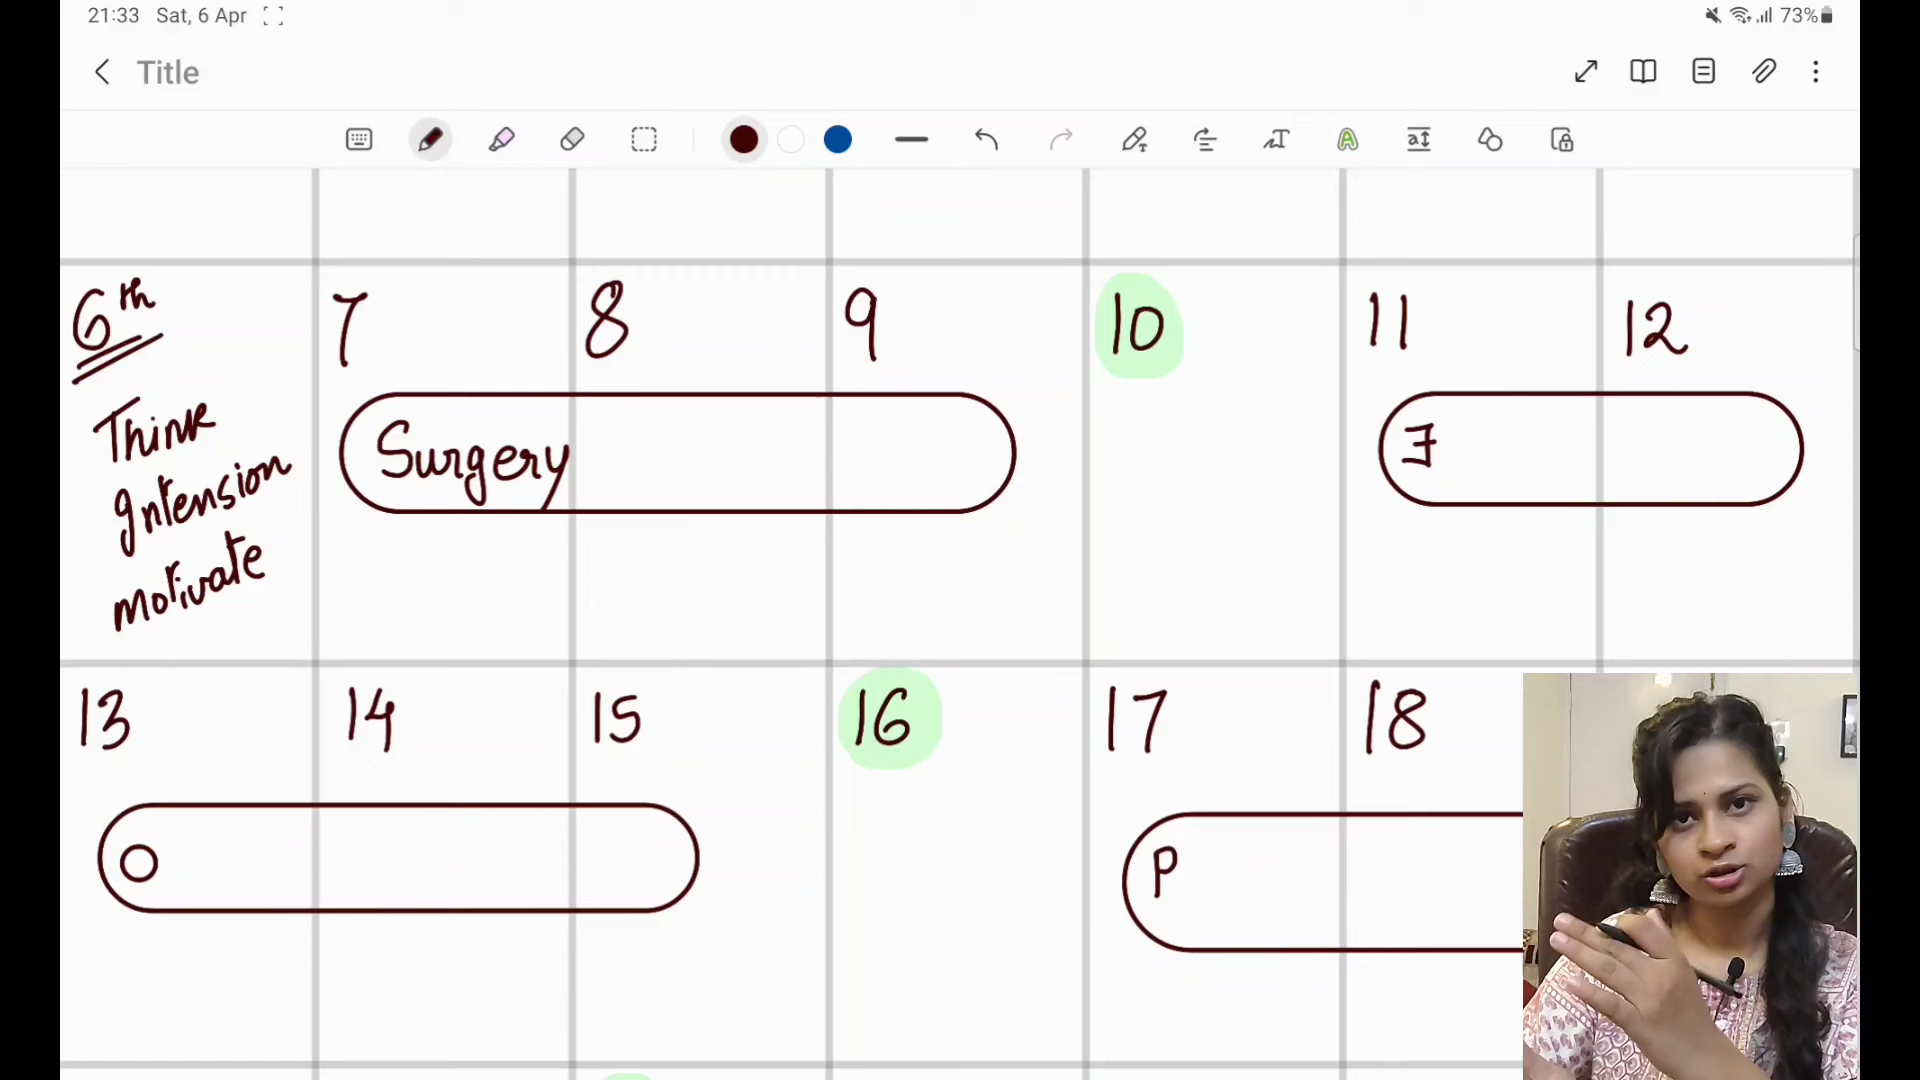 21:33 Sat, 6 Apr
73%
Title
6th 7 8 9 10 11 12
Think
Intension
motivate
Surgery
E
13 14 15 16 17 18
O
P